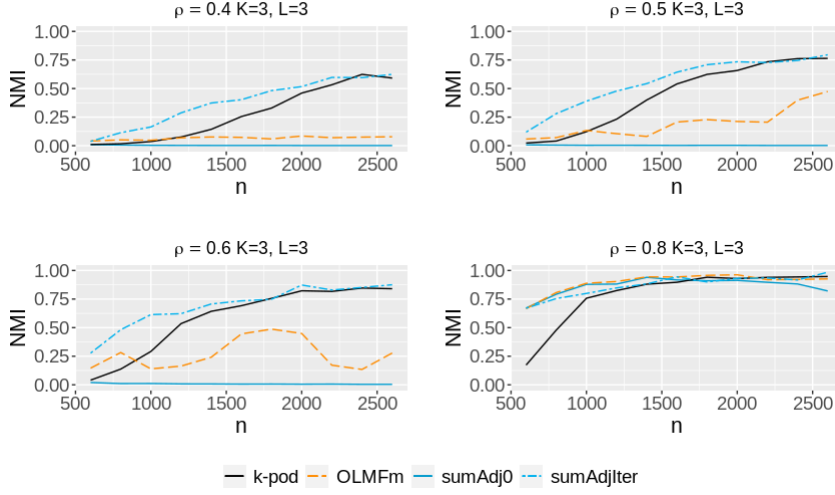 ρ = 0.4 K=3, L=3
ρ = 0.5 K=3, L=3
NMI
1.00
0.75
0.50
0.25
0.00
500 1000 1500 2000 2500
n
NMI
1.00
0.75
0.50
0.25
0.00
500 1000 1500 2000 2500
n
ρ = 0.6 K=3, L=3
ρ = 0.8 K=3, L=3
NMI
1.00
0.75
0.50
0.25
0.00
500 1000 1500 2000 2500
n
NMI
1.00
0.75
0.50
0.25
0.00
500 1000 1500 2000 2500
n
k-pod OLMFm sumAdj0 sumAdjIter